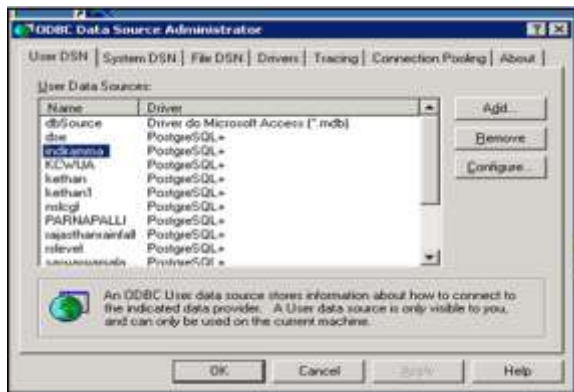 ODBC Data Source Administrator
User DSN System DSN File DSN Drivers Tracing Connection Pooling About
User Data Sources:
Name Driver
dbSource Driver do Microsoft Access (*.mdb)
dse PostgreSQL+
indiramma PostgreSQL+
KCWUA PostgreSQL+
kethan PostgreSQL+
kethan1 PostgreSQL+
nslcgl PostgreSQL+
PARNAPALLI PostgreSQL+
rajasthanrainfall PostgreSQL+
rslevel PostgreSQL+
PostgreSQL+
Add...
Remove
Configure...
An ODBC User data source stores information about how to connect to
the indicated data provider. A User data source is only visible to you,
and can only be used on the current machine.
OK Cancel Apply Help